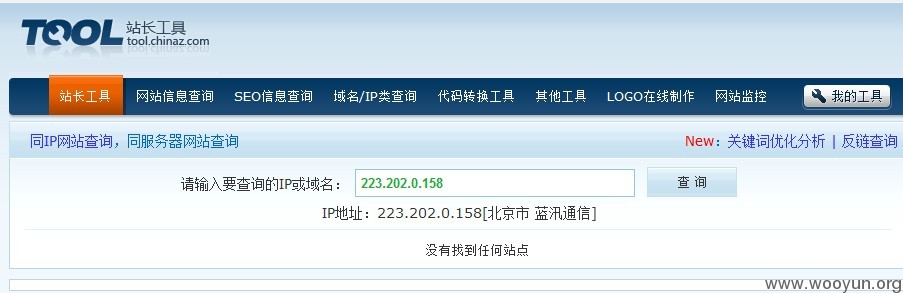 TOOL 站长工具
tool.chinaz.com
站长工具 网站信息查询 SEO信息查询 域名/IP类查询 代码转换工具 其他工具 LOGO在线制作 网站监控 我的工具
同IP网站查询，同服务器网站查询 New：关键词优化分析 | 反链查询
请输入要查询的IP或域名： 223.202.0.158 查 询
IP地址：223.202.0.158[北京市 蓝汛通信]
没有找到任何站点
www.wooyun.org